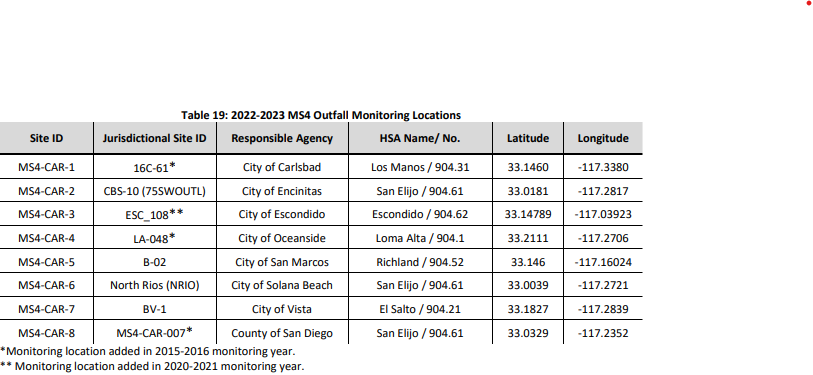 Table 19: 2022-2023 MS4 Outfall Monitoring Locations
Site ID Jurisdictional Site ID Responsible Agency HSA Name/ No. Latitude Longitude
MS4-CAR-1 16C-61* City of Carlsbad Los Manos / 904.31 33.1460 -117.3380
MS4-CAR-2 CBS-10 (75SWOUTL) City of Encinitas San Elijo / 904.61 33.0181 -117.2817
MS4-CAR-3 ESC_108** City of Escondido Escondido / 904.62 33.14789 -117.03923
MS4-CAR-4 LA-048* City of Oceanside Loma Alta / 904.1 33.2111 -117.2706
MS4-CAR-5 B-02 City of San Marcos Richland / 904.52 33.146 -117.16024
MS4-CAR-6 North Rios (NRIO) City of Solana Beach San Elijo / 904.61 33.0039 -117.2721
MS4-CAR-7 BV-1 City of Vista El Salto / 904.21 33.1827 -117.2839
MS4-CAR-8 MS4-CAR-007* County of San Diego San Elijo / 904.61 33.0329 -117.2352
*Monitoring location added in 2015-2016 monitoring year.
** Monitoring location added in 2020-2021 monitoring year.